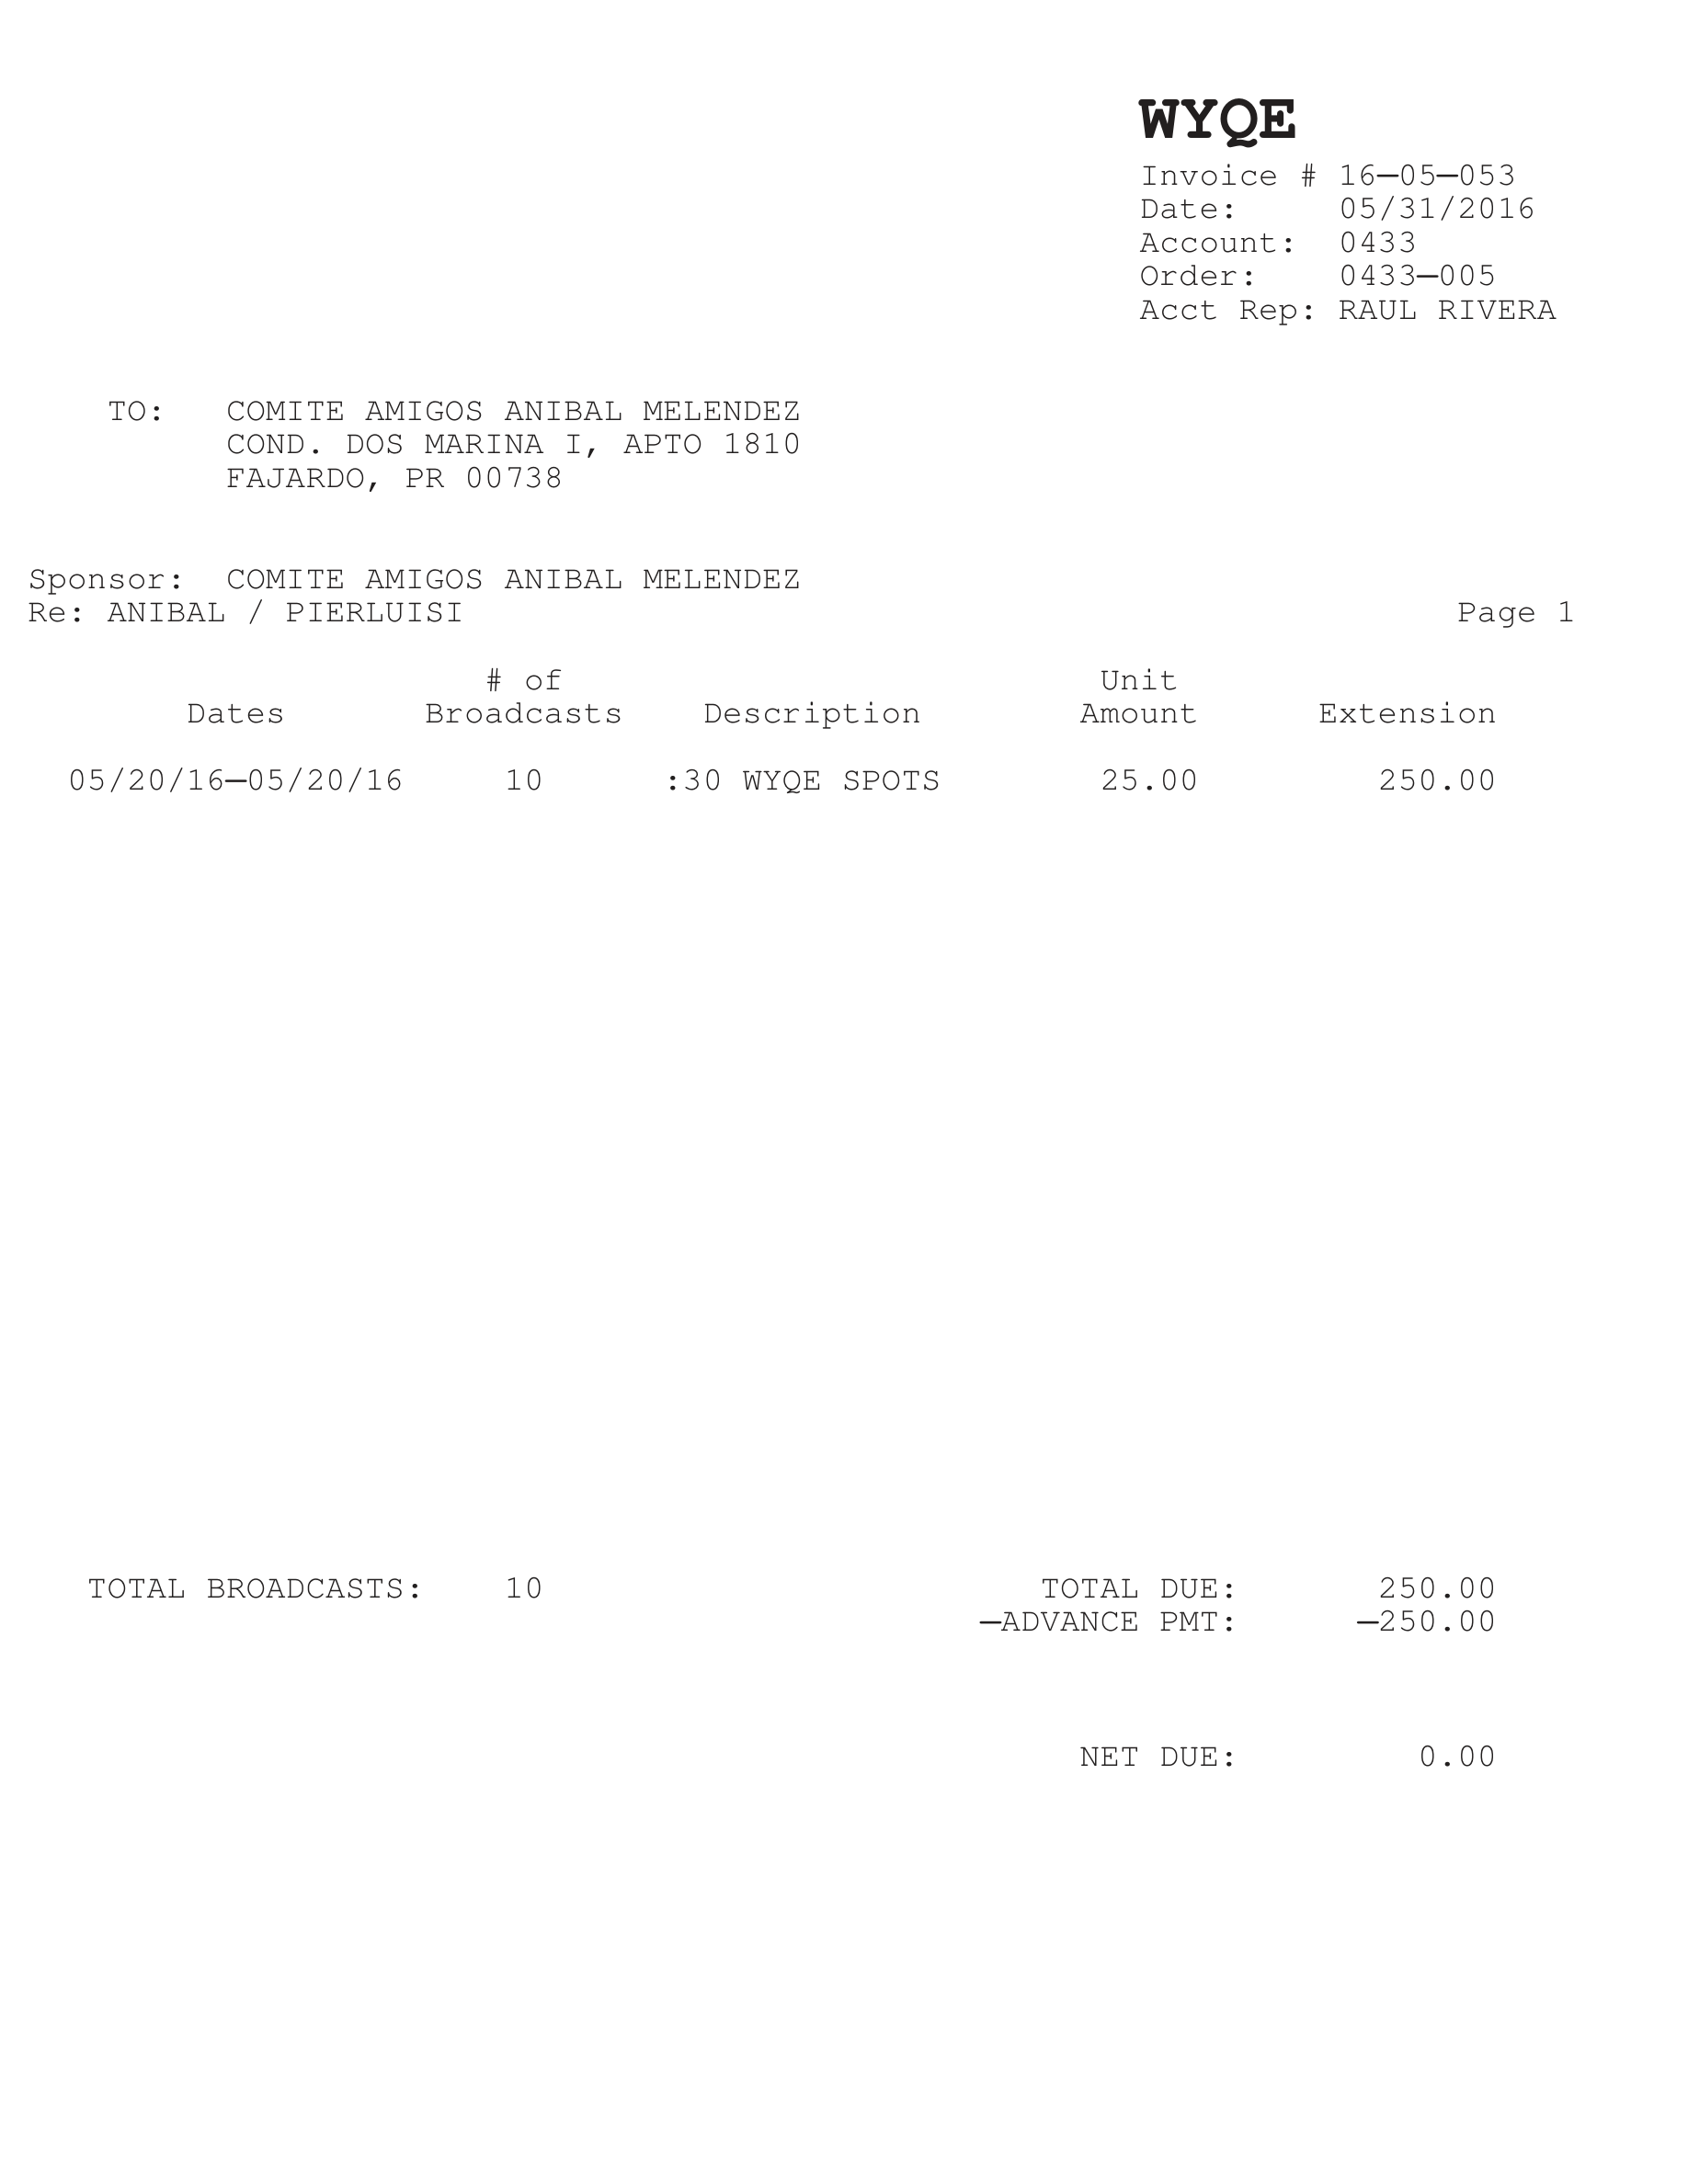 WYQE
Invoice # 16-05-053
Date: 05/31/2016
Account: 0433
Order: 0433-005
Acct Rep: RAUL RIVERA
TO: COMITE AMIGOS ANIBAL MELENDEZ
COND. DOS MARINA I, APTO 1810
FAJARDO, PR 00738
Sponsor: COMITE AMIGOS ANIBAL MELENDEZ
Re: ANIBAL / PIERLUISI Page 1
# of Unit
Dates Broadcasts Description Amount Extension
05/20/16-05/20/16 10 :30 WYQE SPOTS 25.00 250.00
TOTAL BROADCASTS: 10 TOTAL DUE: 250.00
-ADVANCE PMT: -250.00
NET DUE: 0.00